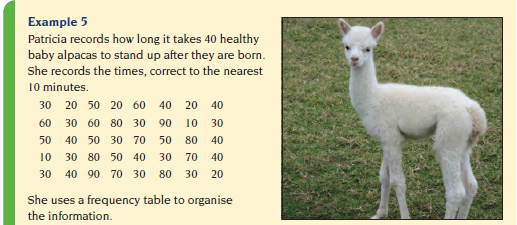 Example 5
Patricia records how long it takes 40 healthy
baby alpacas to stand up after they are born.
She records the times, correct to the nearest
10 minutes.
30 20 50 20 60 40 20 40
60 30 60 80 30 90 10 30
50 40 50 30 70 50 80 40
10 30 80 50 40 30 70 40
30 40 90 70 30 80 30 20
She uses a frequency table to organise
the information.